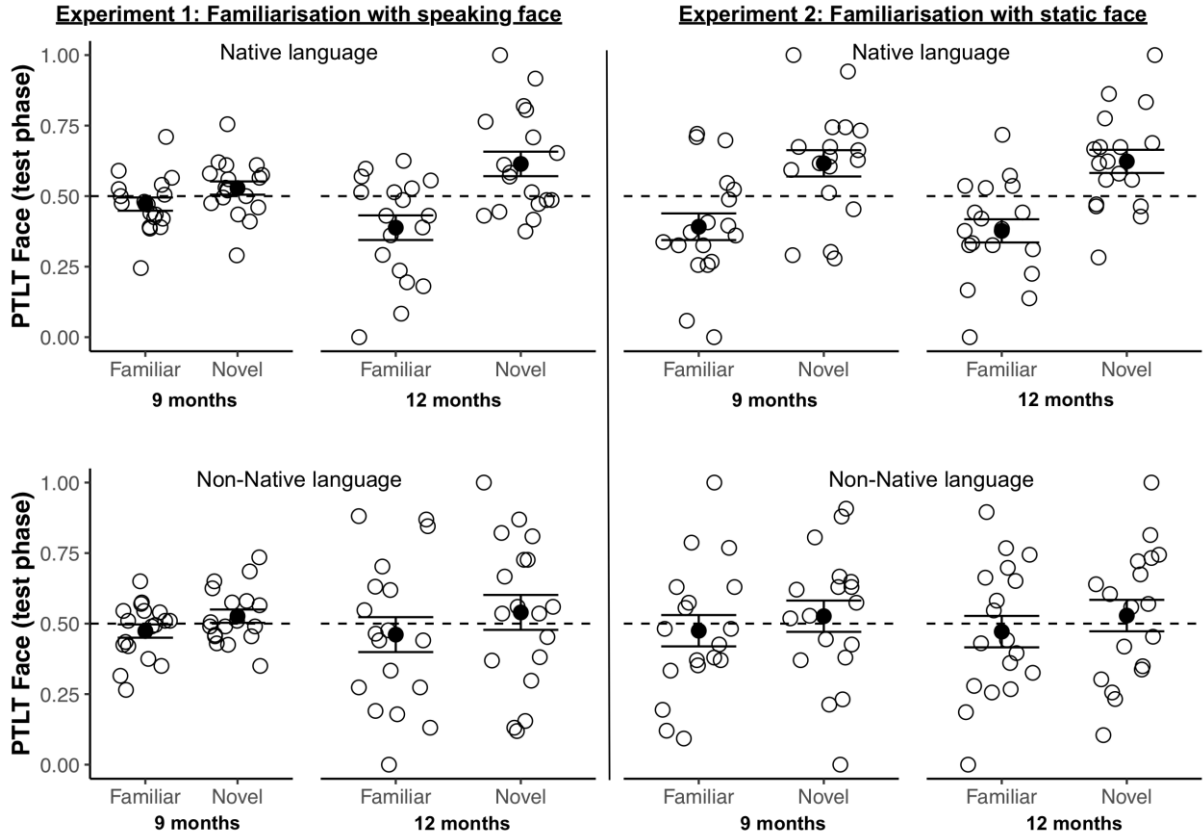 Experiment 1: Familiarisation with speaking face
Experiment 2: Familiarisation with static face
PTLT Face (test phase)
Native language
Native language
1.00
0.75
0.50
0.25
0.00
Familiar Novel Familiar Novel Familiar Novel Familiar Novel
9 months 12 months 9 months 12 months
PTLT Face (test phase)
Non-Native language
Non-Native language
1.00
0.75
0.50
0.25
0.00
Familiar Novel Familiar Novel Familiar Novel Familiar Novel
9 months 12 months 9 months 12 months